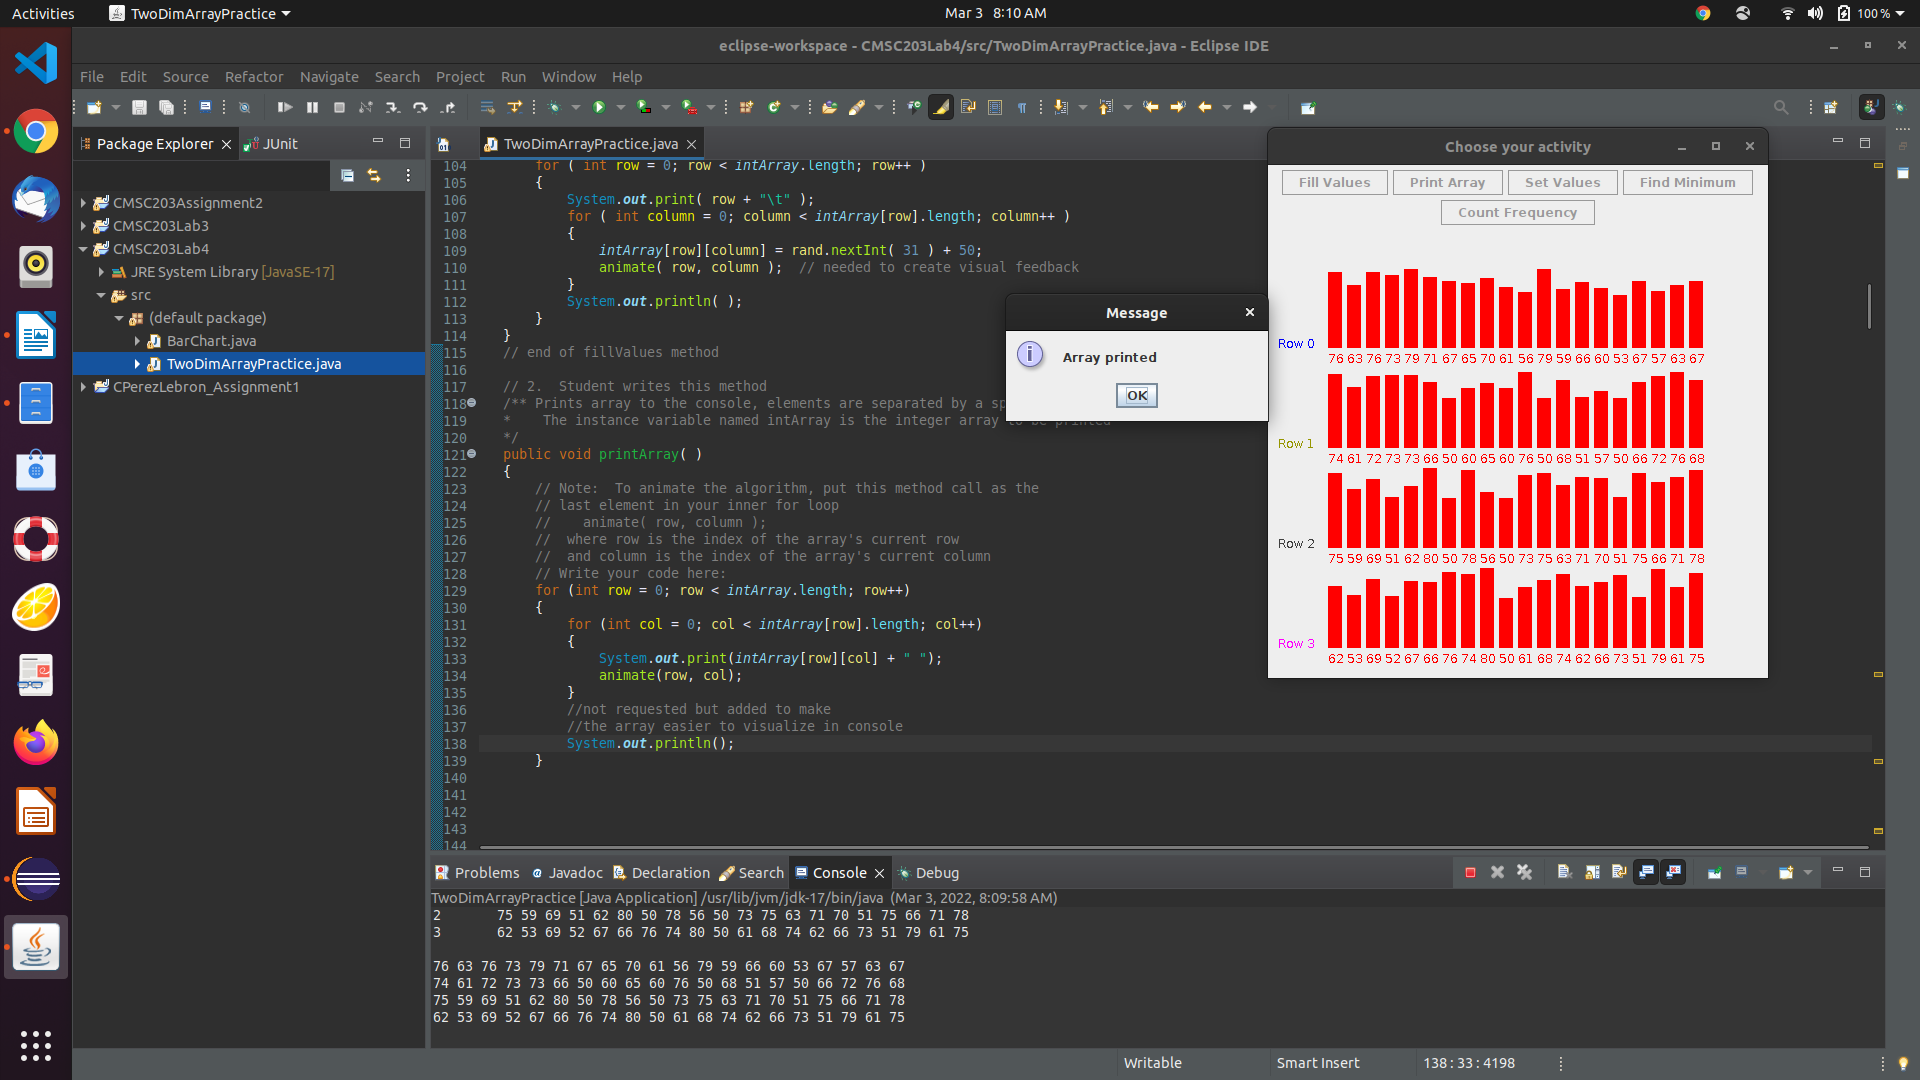 Activities
TwoDimArrayPractice
Mar 3 8:10 AM
100 %
eclipse-workspace - CMSC203Lab4/src/TwoDimArrayPractice.java - Eclipse IDE
File Edit Source Refactor Navigate Search Project Run Window Help
Package Explorer
JUnit
CMSC203Assignment2
CMSC203Lab3
CMSC203Lab4
JRE System Library [JavaSE-17]
src
(default package)
BarChart.java
TwoDimArrayPractice.java
CPerezLebron_Assignment1
TwoDimArrayPractice.java
104 for ( int row = 0; row < intArray.length; row++ )
105 {
106 System.out.print( row + "\t" );
107 for ( int column = 0; column < intArray[row].length; column++ )
108 {
109 intArray[row][column] = rand.nextInt( 31 ) + 50;
110 animate( row, column ); // needed to create visual feedback
111 }
112 System.out.println( );
113 }
114 }
115 // end of fillValues method
116
117 // 2. Student writes this method
118 /** Prints array to the console, elements are separated by a sp
119 * The instance variable named intArray is the integer array to be printed
120 */
121 public void printArray( )
122 {
123 // Note: To animate the algorithm, put this method call as the
124 // last element in your inner for loop
125 // animate( row, column );
126 // where row is the index of the array's current row
127 // and column is the index of the array's current column
128 // Write your code here:
129 for (int row = 0; row < intArray.length; row++)
130 {
131 for (int col = 0; col < intArray[row].length; col++)
132 {
133 System.out.print(intArray[row][col] + " ");
134 animate(row, col);
135 }
136 //not requested but added to make
137 //the array easier to visualize in console
138 System.out.println();
139 }
140
141
142
143
144
Message
Array printed
OK
Choose your activity
Fill Values Print Array Set Values Find Minimum
Count Frequency
Row 0
76 63 76 73 79 71 67 65 70 61 56 79 59 66 60 53 67 57 63 67
Row 1
74 61 72 73 73 66 50 60 65 60 76 50 68 51 57 50 66 72 76 68
Row 2
75 59 69 51 62 80 50 78 56 50 73 75 63 71 70 51 75 66 71 78
Row 3
62 53 69 52 67 66 76 74 80 50 61 68 74 62 66 73 51 79 61 75
Problems Javadoc Declaration Search Console Debug
TwoDimArrayPractice [Java Application] /usr/lib/jvm/jdk-17/bin/java (Mar 3, 2022, 8:09:58 AM)
2 75 59 69 51 62 80 50 78 56 50 73 75 63 71 70 51 75 66 71 78
3 62 53 69 52 67 66 76 74 80 50 61 68 74 62 66 73 51 79 61 75
76 63 76 73 79 71 67 65 70 61 56 79 59 66 60 53 67 57 63 67
74 61 72 73 73 66 50 60 65 60 76 50 68 51 57 50 66 72 76 68
75 59 69 51 62 80 50 78 56 50 73 75 63 71 70 51 75 66 71 78
62 53 69 52 67 66 76 74 80 50 61 68 74 62 66 73 51 79 61 75
Writable
Smart Insert
138 : 33 : 4198